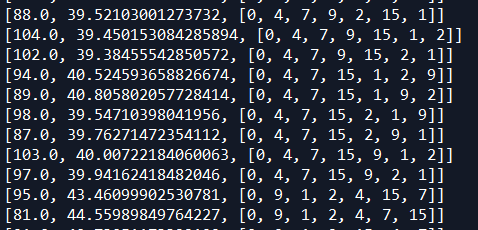 [88.0, 39.52103001273732, [0, 4, 7, 9, 2, 15, 1]]
[104.0, 39.450153084285894, [0, 4, 7, 9, 15, 1, 2]]
[102.0, 39.38455542850572, [0, 4, 7, 9, 15, 2, 1]]
[94.0, 40.524593658826674, [0, 4, 7, 15, 1, 2, 9]]
[89.0, 40.805802057728414, [0, 4, 7, 15, 1, 9, 2]]
[98.0, 39.54710398041956, [0, 4, 7, 15, 2, 1, 9]]
[87.0, 39.76271472354112, [0, 4, 7, 15, 2, 9, 1]]
[103.0, 40.00722184060063, [0, 4, 7, 15, 9, 1, 2]]
[97.0, 39.94162418482046, [0, 4, 7, 15, 9, 2, 1]]
[95.0, 43.46099902530781, [0, 9, 1, 2, 4, 15, 7]]
[81.0, 44.55989849764227, [0, 9, 1, 2, 4, 7, 15]]